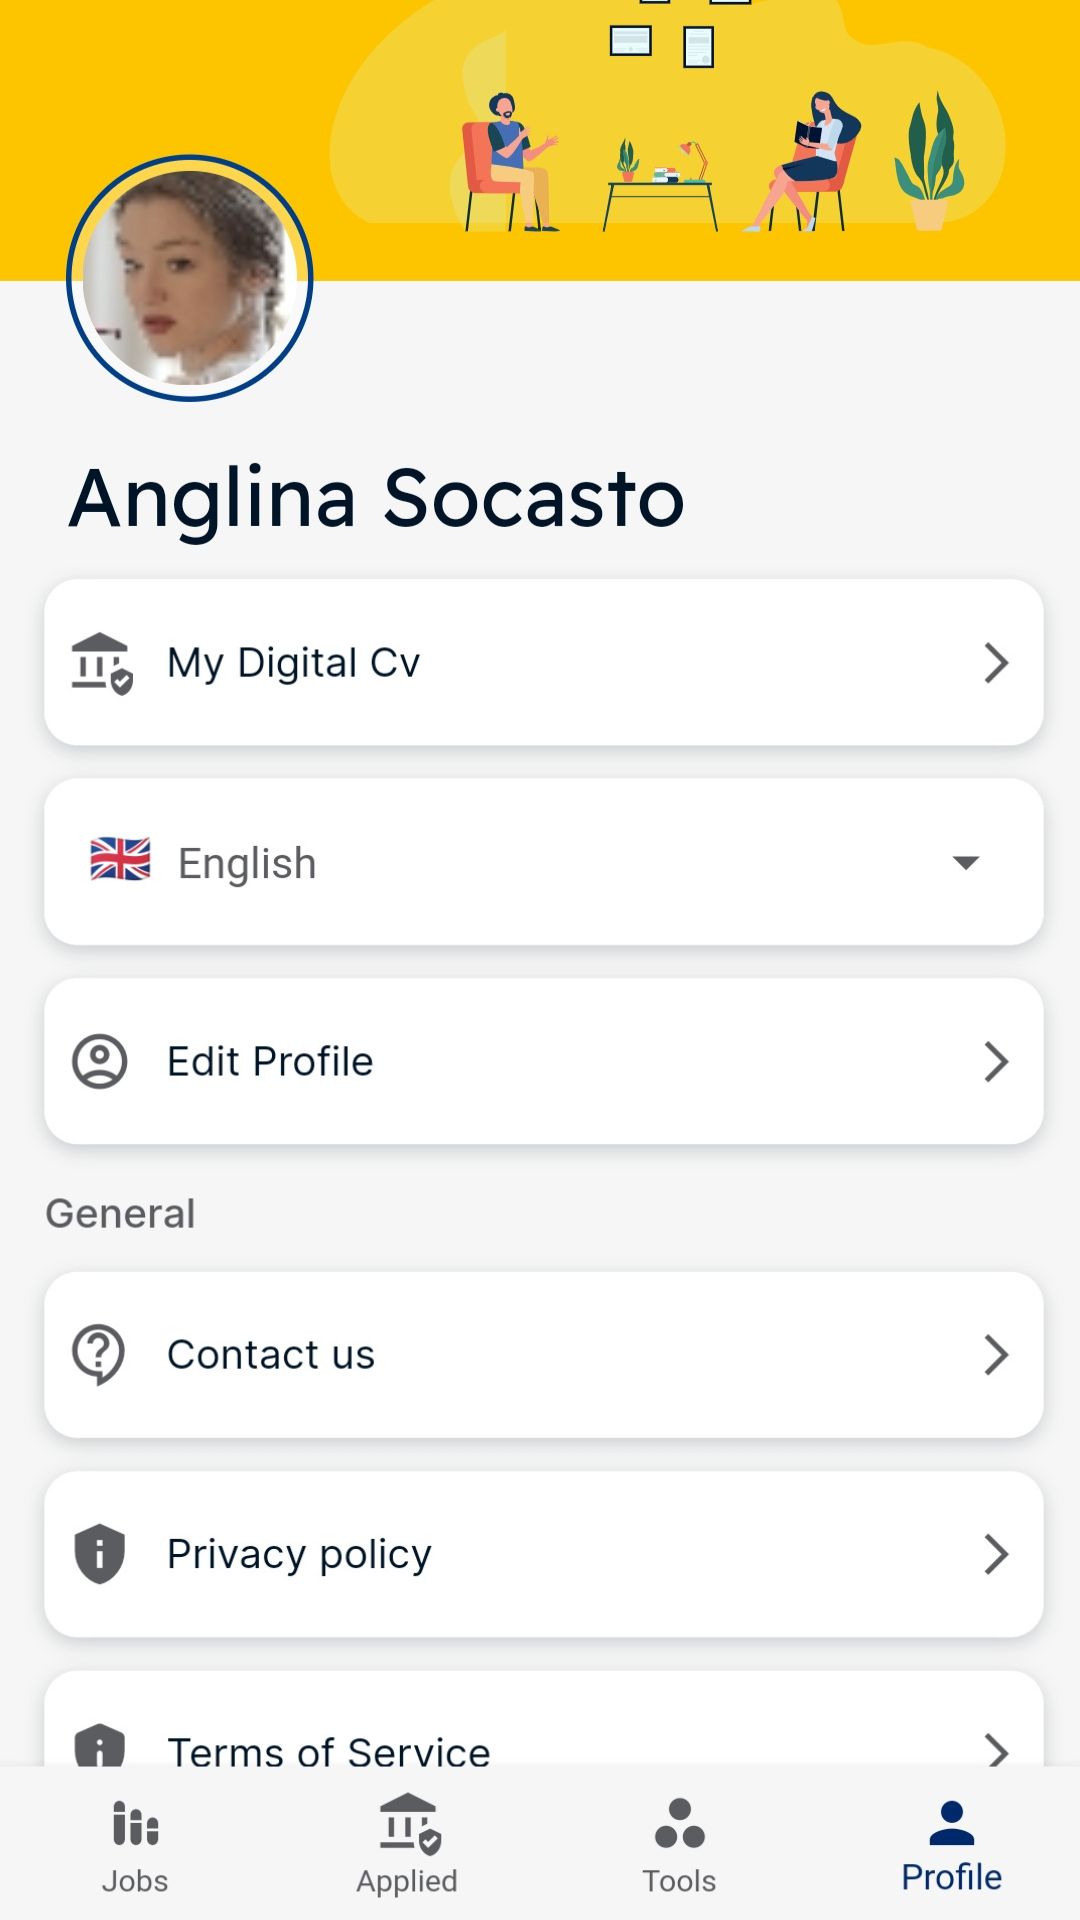 Anglina Socasto
My Digital Cv
English
Edit Profile
General
Contact us
Privacy policy
Terms of Service
Jobs
Applied
Tools
Profile